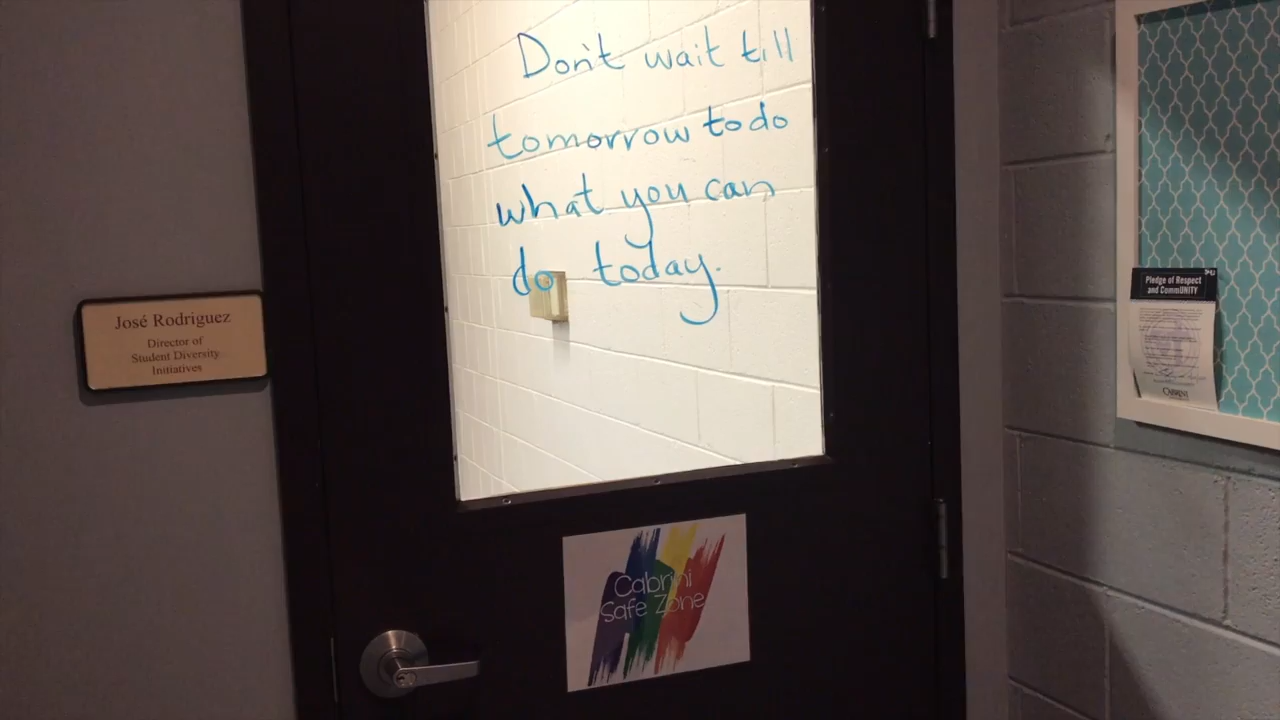 Don't wait till
tomorrow to do
what you can
do today.
José Rodriguez
Director of
Student Diversity
Initiatives
Pledge of Respect
and CommUNITY
CABRINI
Cabrini
Safe Zone